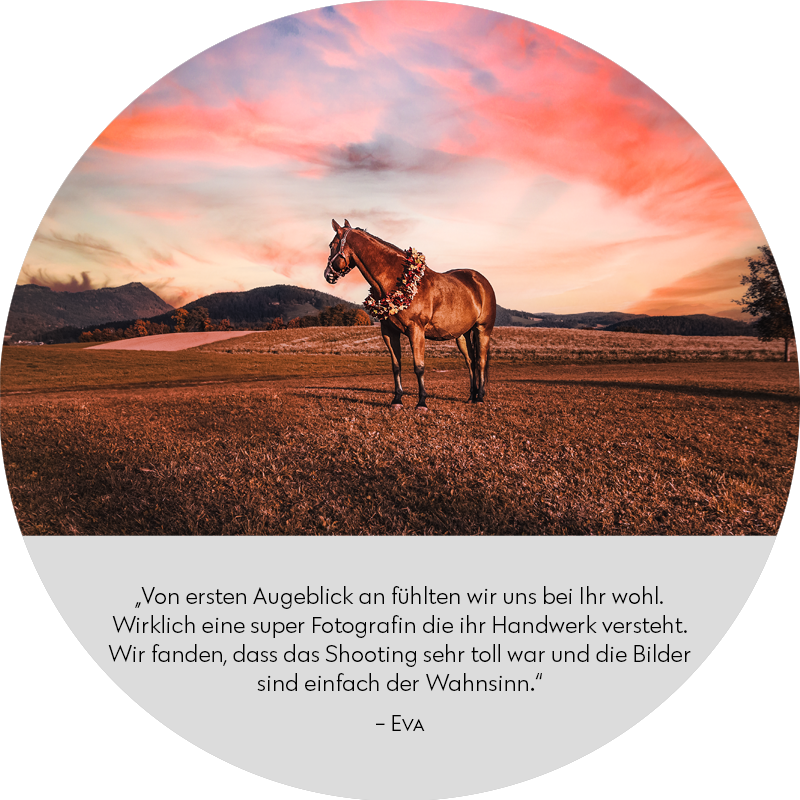 „Von ersten Augeblick an fühlten wir uns bei Ihr wohl.
Wirklich eine super Fotografin die ihr Handwerk versteht.
Wir fanden, dass das Shooting sehr toll war und die Bilder
sind einfach der Wahnsinn.“
– Eva